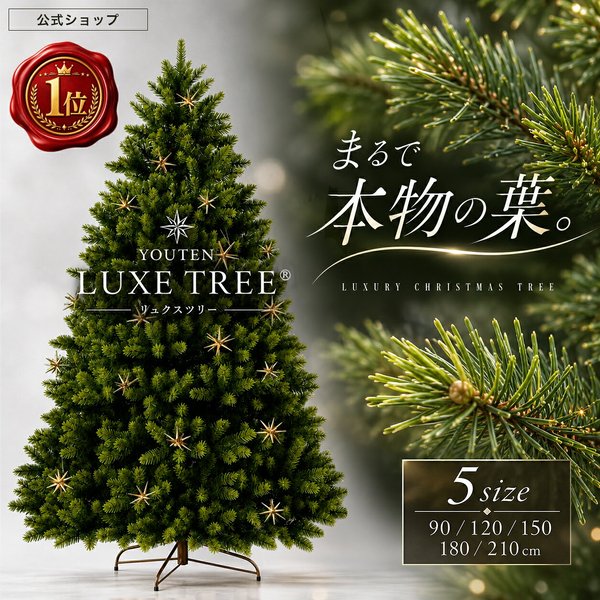 公式ショップ
1位
まるで
本物の葉。
LUXURY CHRISTMAS TREE
YOUTEN
LUXE TREE®
リュクスツリー
5 size
90 / 120 / 150
180 / 210cm